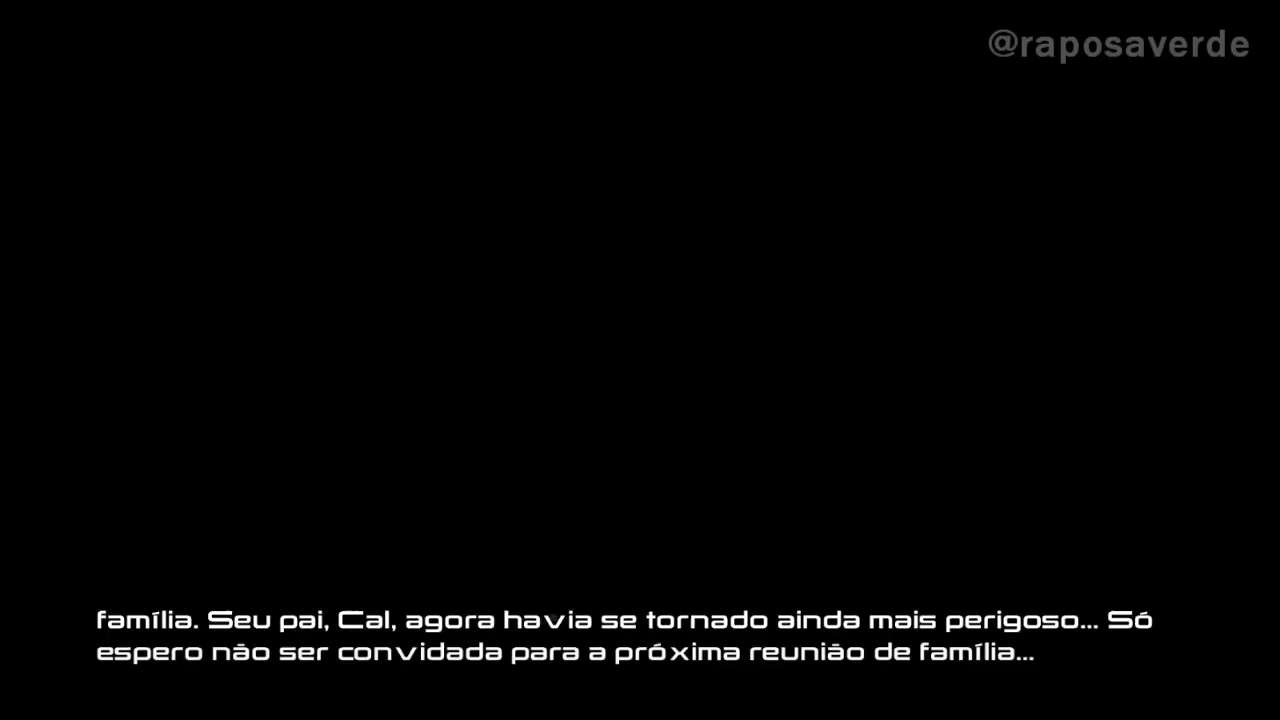 @raposaverde
família. Seu pai, Cal, agora havia se tornado ainda mais perigoso... Só
espero não ser convidada para a próxima reunião de família...